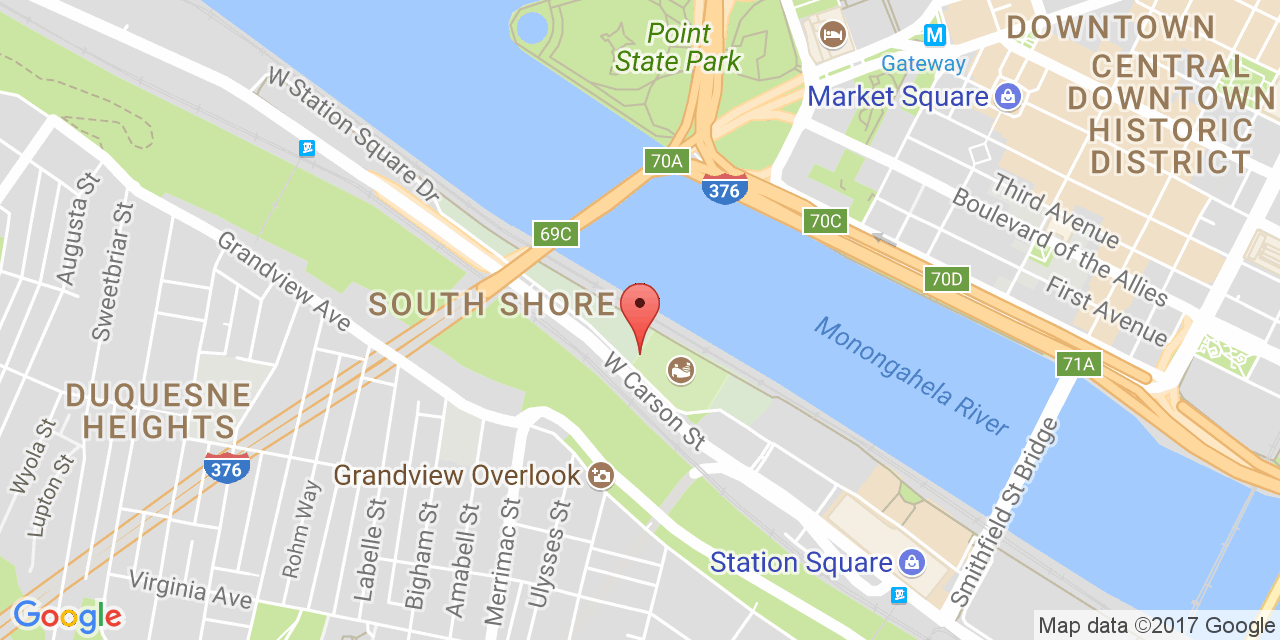 Point
State Park
DOWNTOWN
M
Gateway
CENTRAL
DOWNTOWN
HISTORIC
DISTRICT
Market Square
W Station Square Dr
70A
376
70C
69C
70D
71A
Third Avenue
Boulevard of the Allies
First Avenue
Augusta St
Sweetbriar St
Grandview Ave
SOUTH SHORE
Monongahela River
W Carson St
DUQUESNE
HEIGHTS
Wyola St
Lupton St
376
Grandview Overlook
Rohm Way
Labelle St
Bigham St
Amabell St
Merrimac St
Ulysses St
Virginia Ave
Station Square
Smithfield St Bridge
Google
Map data ©2017 Google